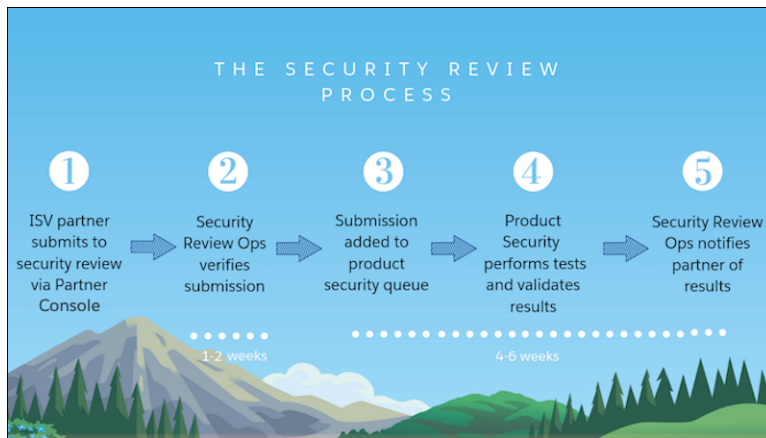 THE SECURITY REVIEW
PROCESS
1
ISV partner
submits to
security review
via Partner
Console
2
Security
Review Ops
verifies
submission
3
Submission
added to
product
security queue
4
Product
Security
performs tests
and validates
results
5
Security Review
Ops notifies
partner of
results
1-2 weeks
4-6 weeks